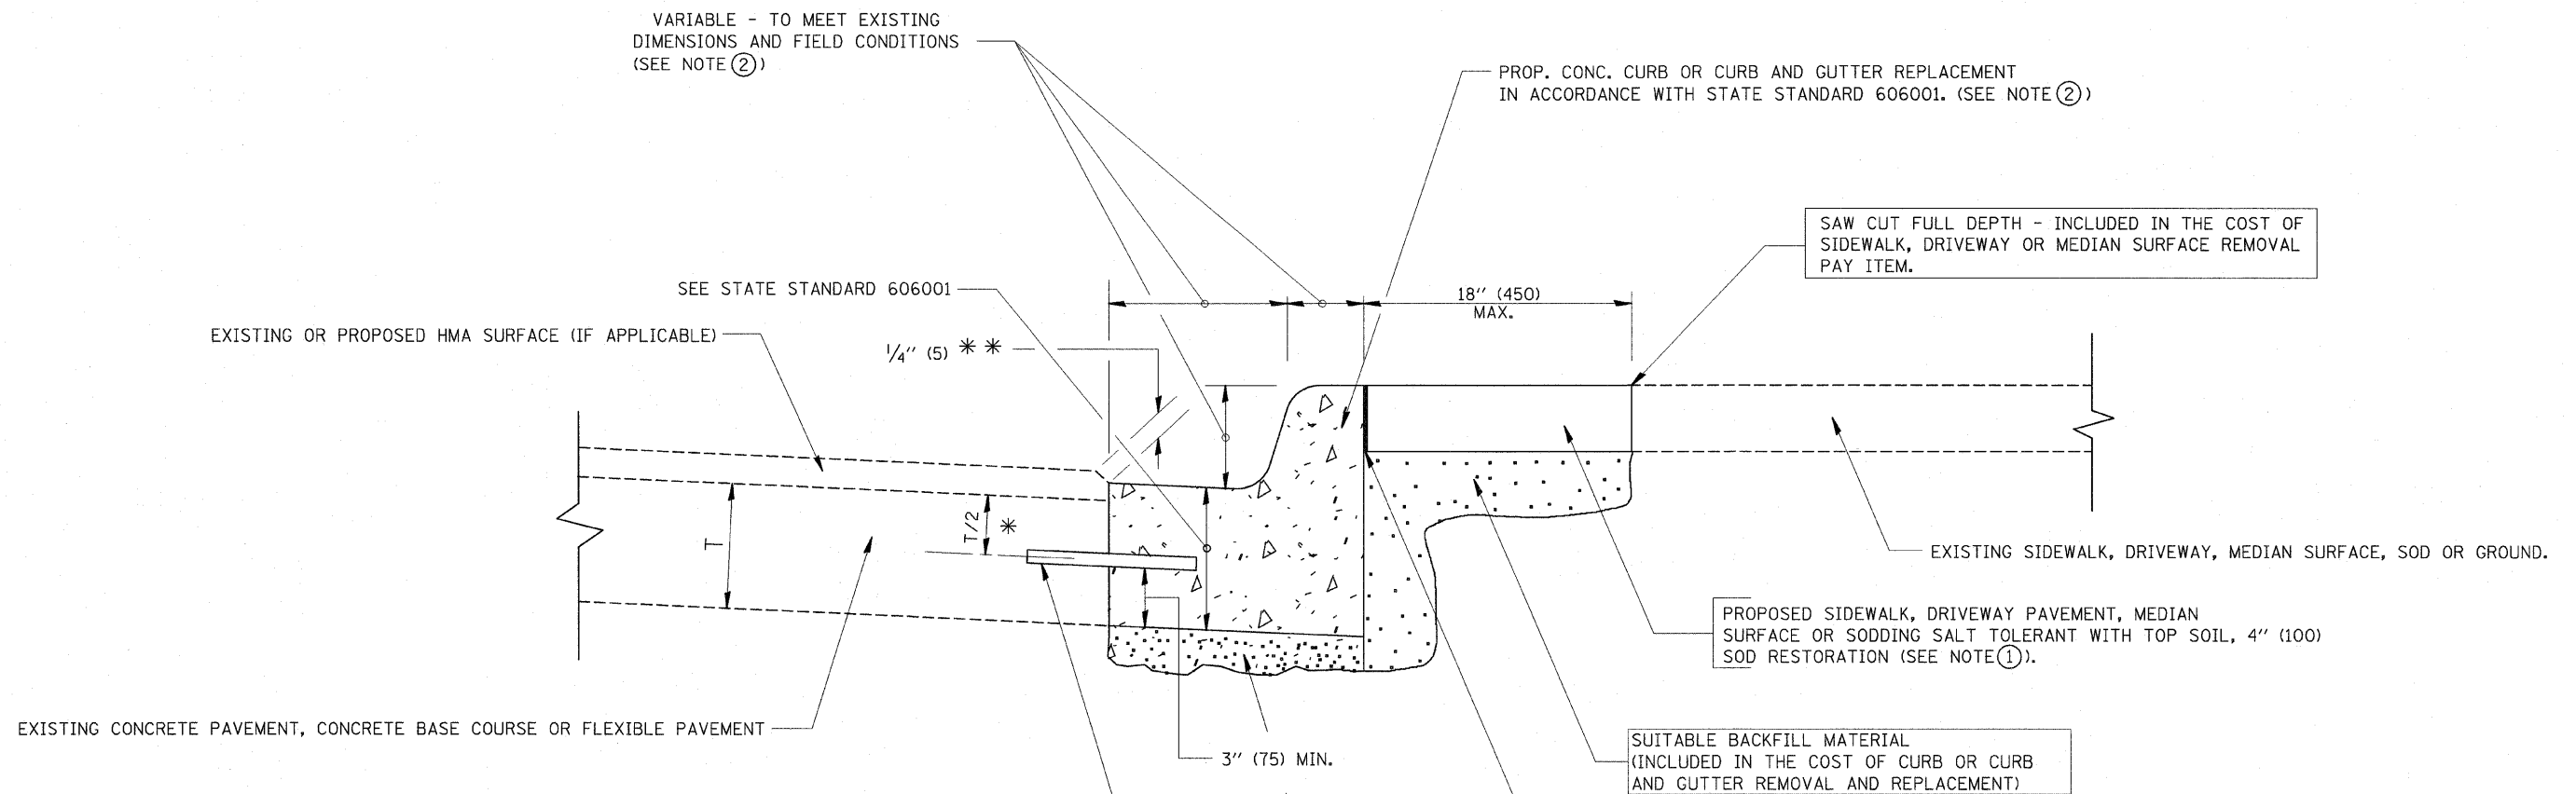 VARIABLE - TO MEET EXISTING
DIMENSIONS AND FIELD CONDITIONS
(SEE NOTE ②)
PROP. CONC. CURB OR CURB AND GUTTER REPLACEMENT
IN ACCORDANCE WITH STATE STANDARD 606001. (SEE NOTE ②)
SAW CUT FULL DEPTH - INCLUDED IN THE COST OF
SIDEWALK, DRIVEWAY OR MEDIAN SURFACE REMOVAL
PAY ITEM.
SEE STATE STANDARD 606001
18" (450)
MAX.
EXISTING OR PROPOSED HMA SURFACE (IF APPLICABLE)
1/4" (5) * *
T
T/2
*
EXISTING SIDEWALK, DRIVEWAY, MEDIAN SURFACE, SOD OR GROUND.
PROPOSED SIDEWALK, DRIVEWAY PAVEMENT, MEDIAN
SURFACE OR SODDING SALT TOLERANT WITH TOP SOIL, 4" (100)
SOD RESTORATION (SEE NOTE ①).
EXISTING CONCRETE PAVEMENT, CONCRETE BASE COURSE OR FLEXIBLE PAVEMENT
3" (75) MIN.
SUITABLE BACKFILL MATERIAL
(INCLUDED IN THE COST OF CURB OR CURB
AND GUTTER REMOVAL AND REPLACEMENT)